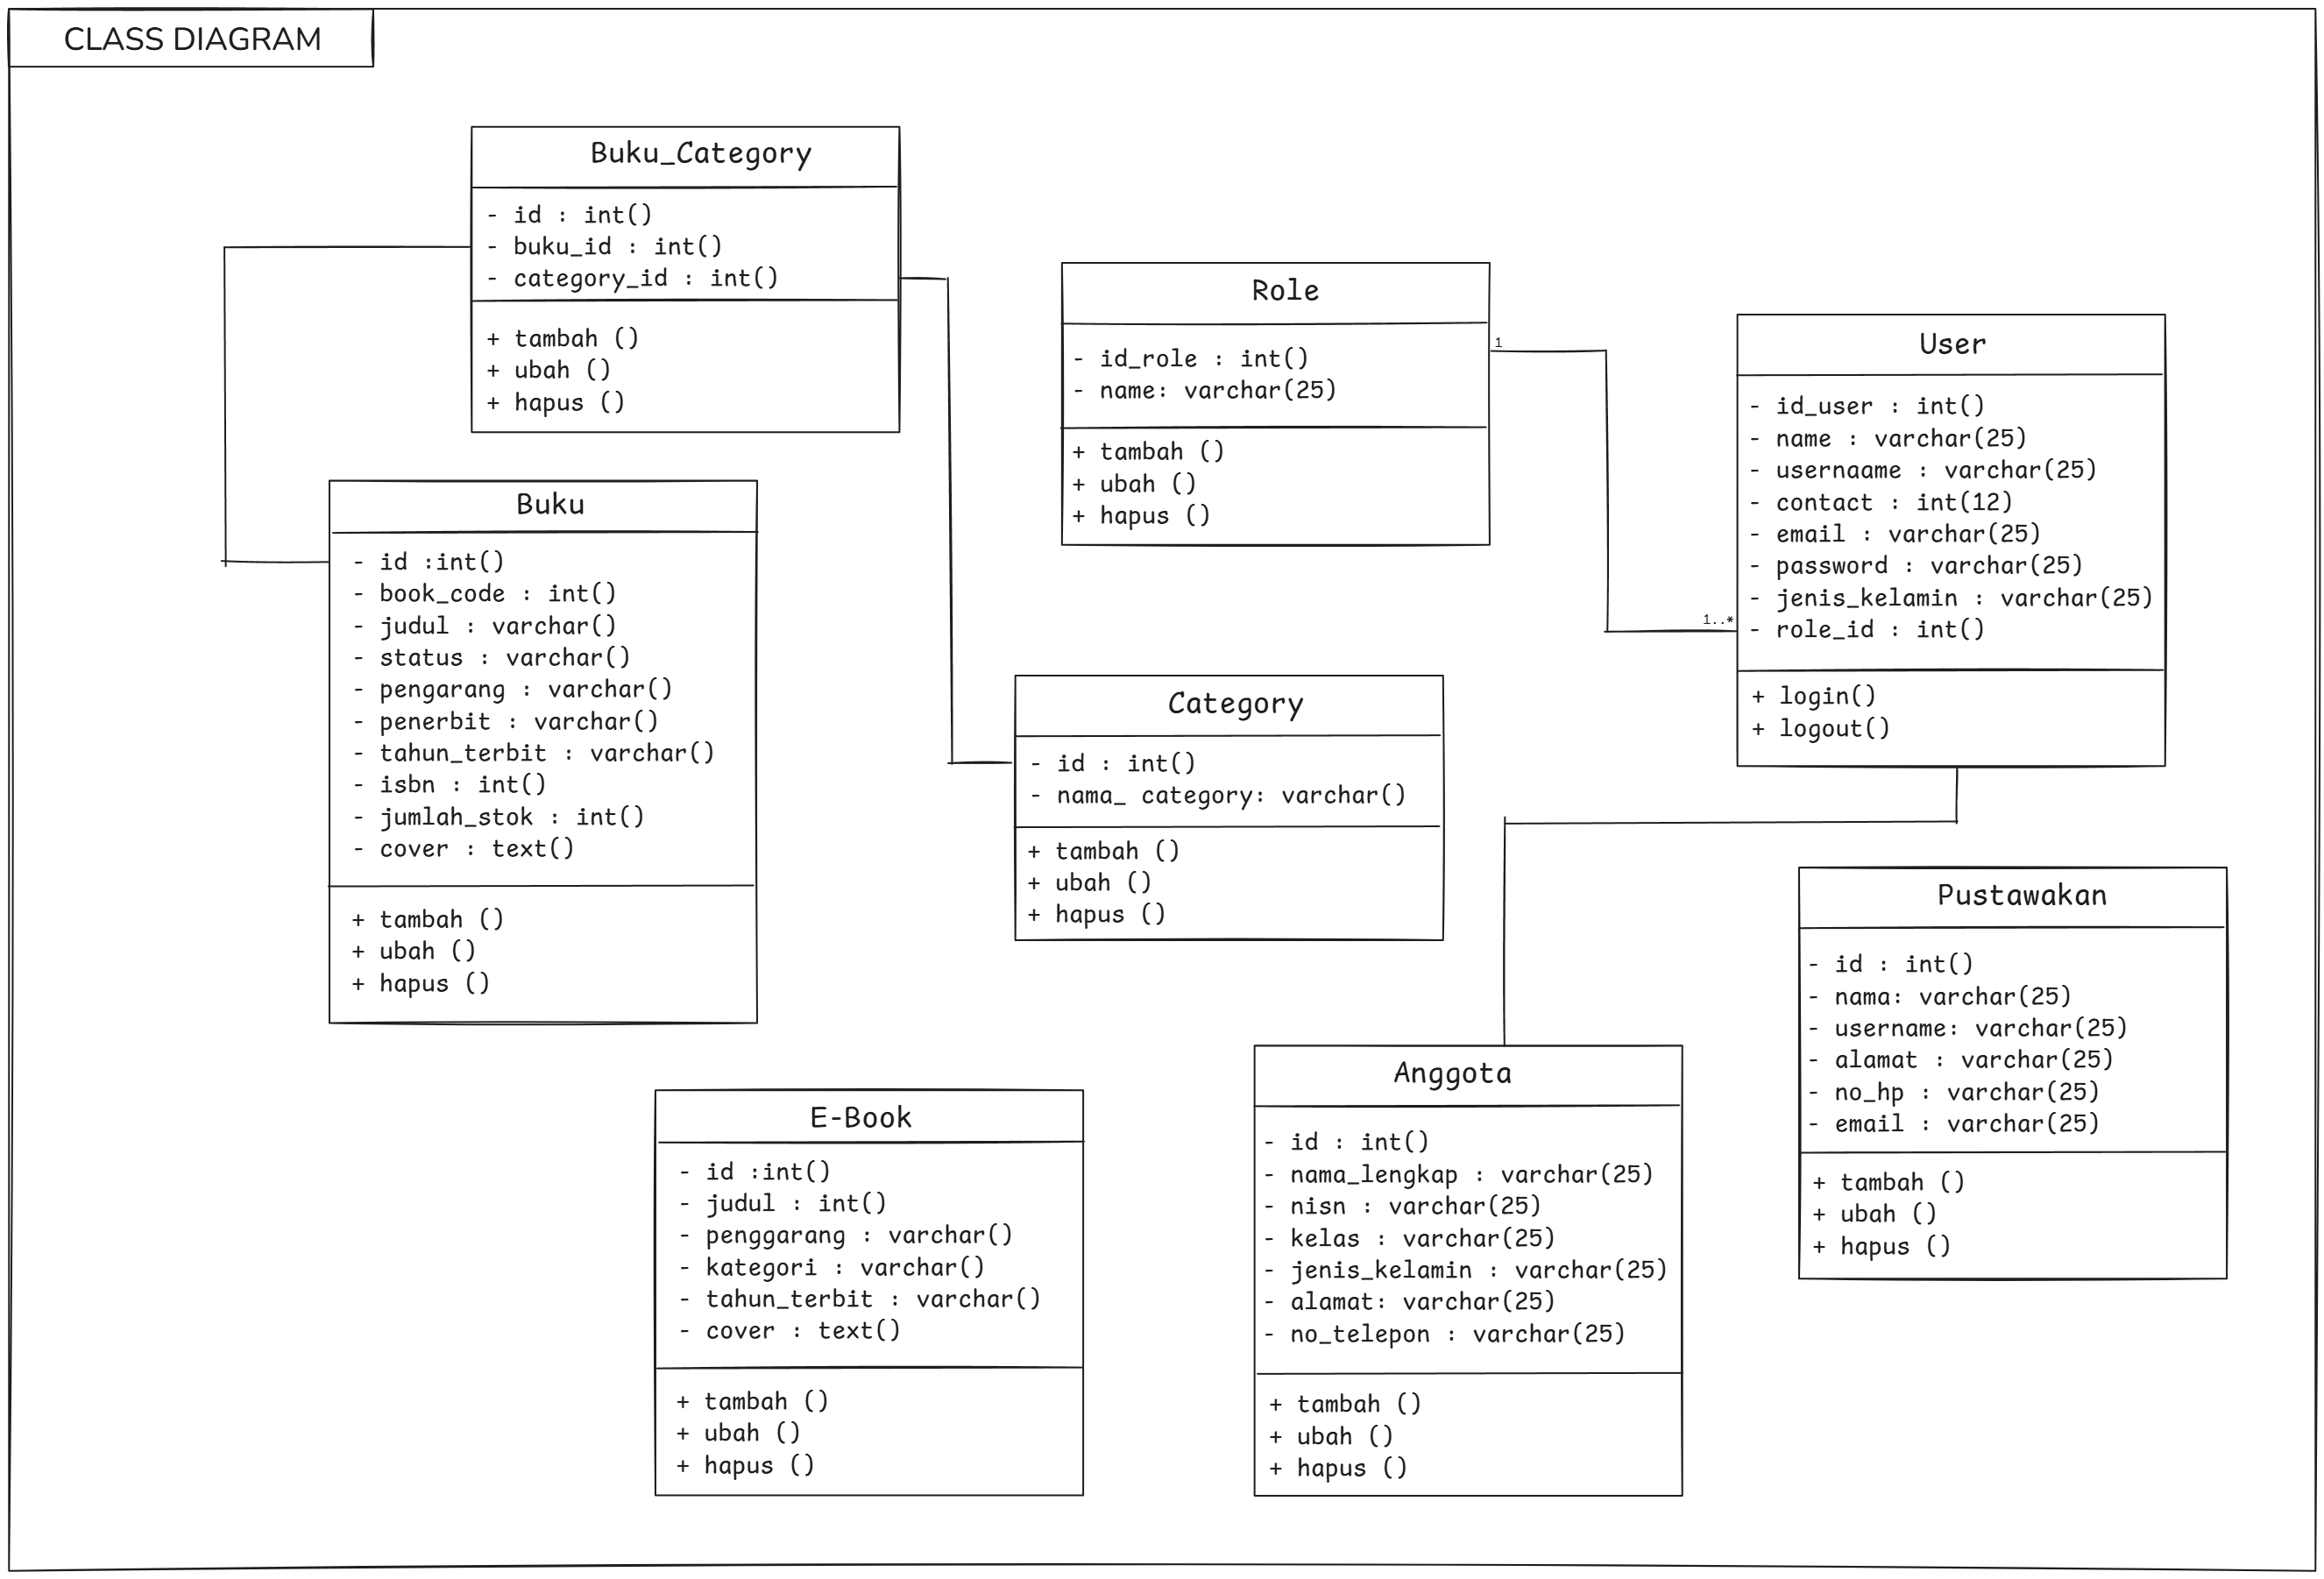 CLASS DIAGRAM
Buku_Category
- id : int()
- buku_id : int()
- category_id : int()
+ tambah ()
+ ubah ()
+ hapus ()
Role
- id_role : int()
- name: varchar(25)
+ tambah ()
+ ubah ()
+ hapus ()
1
1..*
User
- id_user : int()
- name : varchar(25)
- usernaame : varchar(25)
- contact : int(12)
- email : varchar(25)
- password : varchar(25)
- jenis_kelamin : varchar(25)
- role_id : int()
+ login()
+ logout()
Buku
- id :int()
- book_code : int()
- judul : varchar()
- status : varchar()
- pengarang : varchar()
- penerbit : varchar()
- tahun_terbit : varchar()
- isbn : int()
- jumlah_stok : int()
- cover : text()
+ tambah ()
+ ubah ()
+ hapus ()
Category
- id : int()
- nama_ category: varchar()
+ tambah ()
+ ubah ()
+ hapus ()
Pustawakan
- id : int()
- nama: varchar(25)
- username: varchar(25)
- alamat : varchar(25)
- no_hp : varchar(25)
- email : varchar(25)
+ tambah ()
+ ubah ()
+ hapus ()
E-Book
- id :int()
- judul : int()
- penggarang : varchar()
- kategori : varchar()
- tahun_terbit : varchar()
- cover : text()
+ tambah ()
+ ubah ()
+ hapus ()
Anggota
- id : int()
- nama_lengkap : varchar(25)
- nisn : varchar(25)
- kelas : varchar(25)
- jenis_kelamin : varchar(25)
- alamat: varchar(25)
- no_telepon : varchar(25)
+ tambah ()
+ ubah ()
+ hapus ()